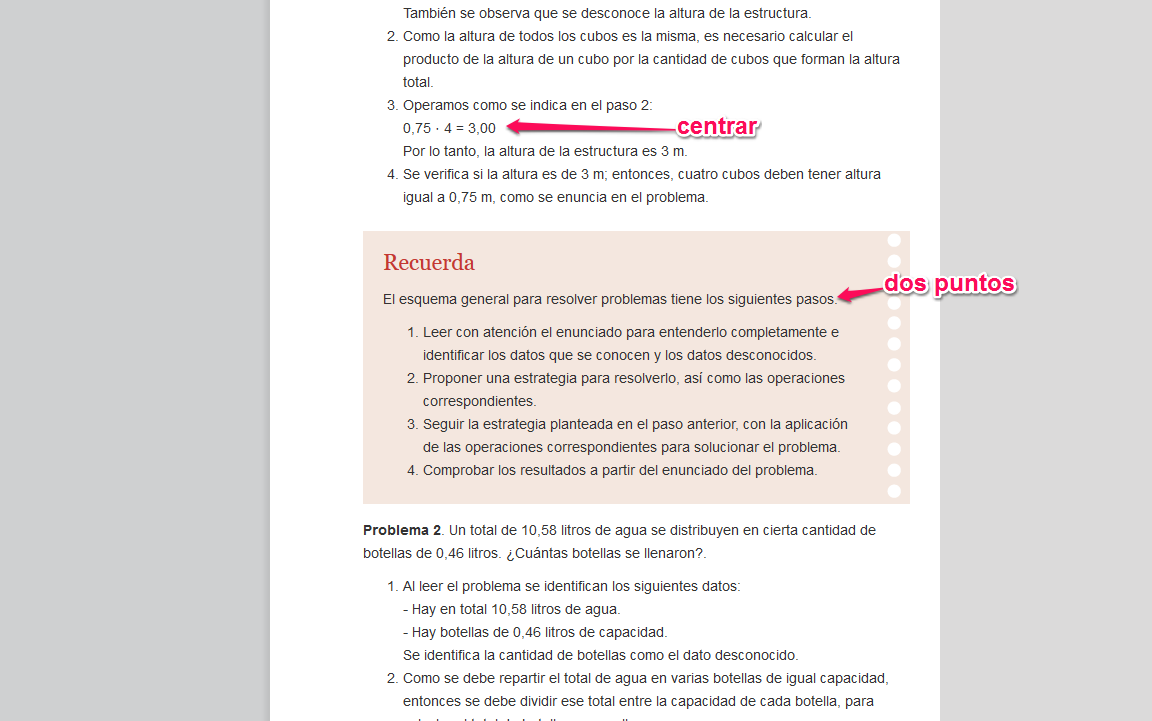 También se observa que se desconoce la altura de la estructura.
2. Como la altura de todos los cubos es la misma, es necesario calcular el
producto de la altura de un cubo por la cantidad de cubos que forman la altura
total.
3. Operamos como se indica en el paso 2:
0,75 · 4 = 3,00
centrar
Por lo tanto, la altura de la estructura es 3 m.
4. Se verifica si la altura es de 3 m; entonces, cuatro cubos deben tener altura
igual a 0,75 m, como se enuncia en el problema.
Recuerda
El esquema general para resolver problemas tiene los siguientes pasos.
dos puntos
1. Leer con atención el enunciado para entenderlo completamente e
identificar los datos que se conocen y los datos desconocidos.
2. Proponer una estrategia para resolverlo, así como las operaciones
correspondientes.
3. Seguir la estrategia planteada en el paso anterior, con la aplicación
de las operaciones correspondientes para solucionar el problema.
4. Comprobar los resultados a partir del enunciado del problema.
Problema 2. Un total de 10,58 litros de agua se distribuyen en cierta cantidad de
botellas de 0,46 litros. ¿Cuántas botellas se llenaron?.
1. Al leer el problema se identifican los siguientes datos:
- Hay en total 10,58 litros de agua.
- Hay botellas de 0,46 litros de capacidad.
Se identifica la cantidad de botellas como el dato desconocido.
2. Como se debe repartir el total de agua en varias botellas de igual capacidad,
entonces se debe dividir ese total entre la capacidad de cada botella, para